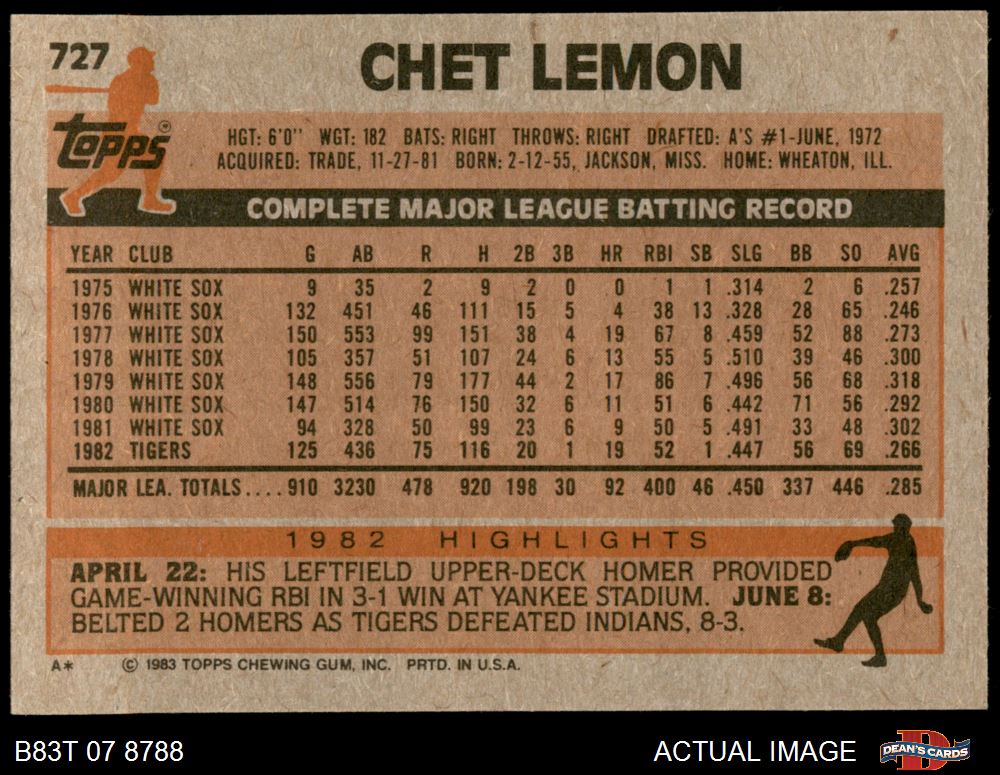 727
CHET LEMON
Topps®
HGT: 6'0" WGT: 182 BATS: RIGHT THROWS: RIGHT DRAFTED: A'S #1-JUNE, 1972
ACQUIRED: TRADE, 11-27-81 BORN: 2-12-55, JACKSON, MISS. HOME: WHEATON, ILL.
COMPLETE MAJOR LEAGUE BATTING RECORD
YEAR CLUB G AB R H 2B 3B HR RBI SB SLG BB SO AVG
1975 WHITE SOX 9 35 2 9 2 0 0 1 1 .314 2 6 .257
1976 WHITE SOX 132 451 46 111 15 5 4 38 13 .328 28 65 .246
1977 WHITE SOX 150 553 99 151 38 4 19 67 8 .459 52 88 .273
1978 WHITE SOX 105 357 51 107 24 6 13 55 5 .510 39 46 .300
1979 WHITE SOX 148 556 79 177 44 2 17 86 7 .496 56 68 .318
1980 WHITE SOX 147 514 76 150 32 6 11 51 6 .442 71 56 .292
1981 WHITE SOX 94 328 50 99 23 6 9 50 5 .491 33 48 .302
1982 TIGERS 125 436 75 116 20 1 19 52 1 .447 56 69 .266
MAJOR LEA. TOTALS.... 910 3230 478 920 198 30 92 400 46 .450 337 446 .285
1982 HIGHLIGHTS
APRIL 22: HIS LEFTFIELD UPPER-DECK HOMER PROVIDED
GAME-WINNING RBI IN 3-1 WIN AT YANKEE STADIUM. JUNE 8:
BELTED 2 HOMERS AS TIGERS DEFEATED INDIANS, 8-3.
A* © 1983 TOPPS CHEWING GUM, INC. PRTD. IN U.S.A.
B83T 07 8788
ACTUAL IMAGE
D
DEAN'S CARDS